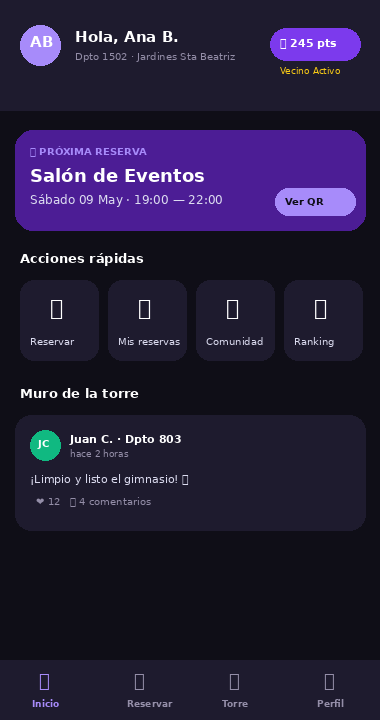 AB
Hola, Ana B.
Dpto 1502 · Jardines Sta Beatriz
245 pts
Vecino Activo
PRÓXIMA RESERVA
Salón de Eventos
Sábado 09 May · 19:00 — 22:00
Ver QR
Acciones rápidas
Reservar
Mis reservas
Comunidad
Ranking
Muro de la torre
JC
Juan C. · Dpto 803
hace 2 horas
¡Limpio y listo el gimnasio!
❤ 12 4 comentarios
Inicio
Reservar
Torre
Perfil